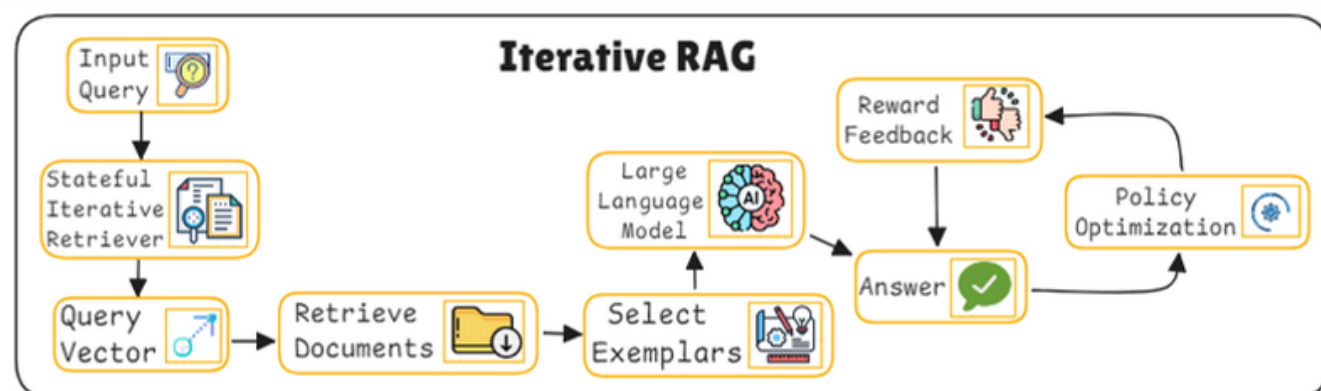 Iterative RAG
Input
Query
Stateful
Iterative
Retriever
Query
Vector
Retrieve
Documents
Select
Exemplars
Large
Language
Model
AI
Answer
Policy
Optimization
Reward
Feedback